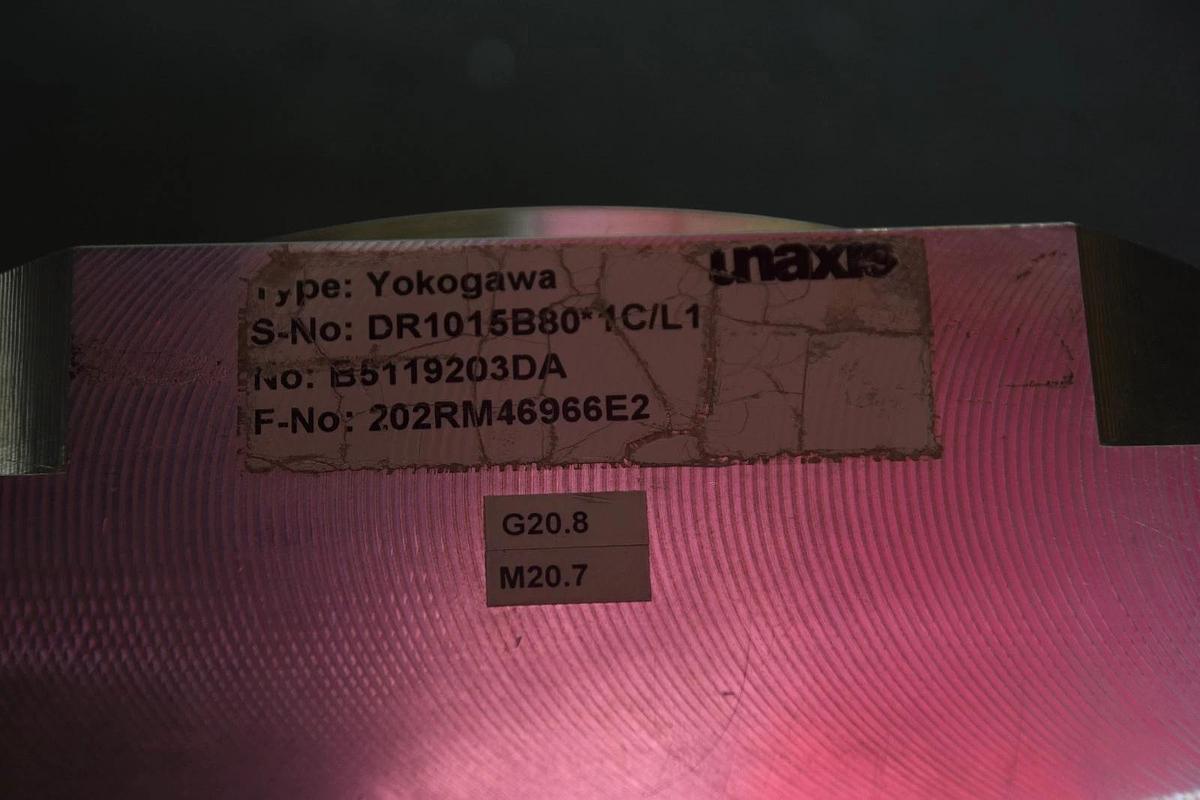 unaxis
Type: Yokogawa
S-No: DR1015B80*1C/L1
No: B5119203DA
F-No: 202RM46966E2
G20.8
M20.7